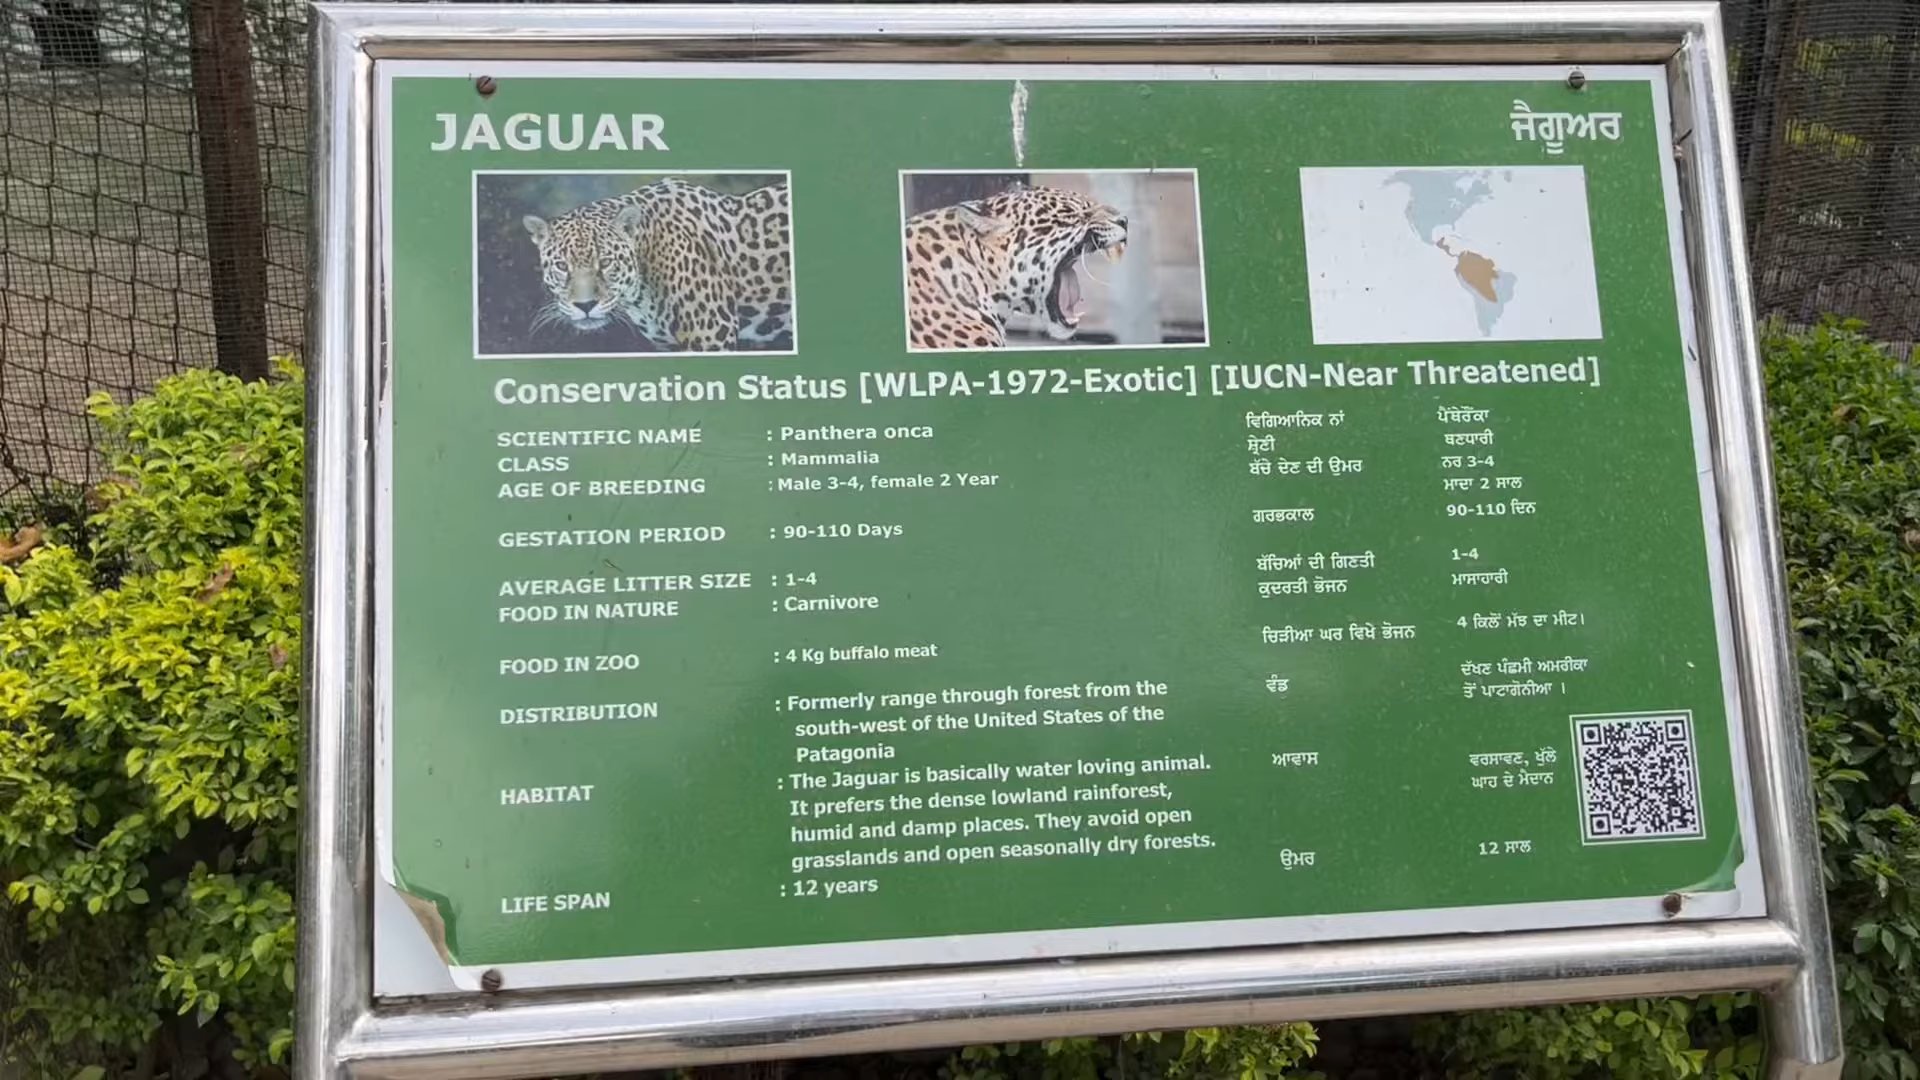 JAGUAR
ਜੈਗੂਅਰ
Conservation Status [WLPA-1972-Exotic] [IUCN-Near Threatened]
SCIENTIFIC NAME : Panthera onca
CLASS : Mammalia
AGE OF BREEDING : Male 3-4, female 2 Year
GESTATION PERIOD : 90-110 Days
AVERAGE LITTER SIZE : 1-4
FOOD IN NATURE : Carnivore
FOOD IN ZOO : 4 Kg buffalo meat
DISTRIBUTION : Formerly range through forest from the
south-west of the United States of the
Patagonia
HABITAT : The Jaguar is basically water loving animal.
It prefers the dense lowland rainforest,
humid and damp places. They avoid open
grasslands and open seasonally dry forests.
LIFE SPAN : 12 years
ਵਿਗਿਆਨਿਕ ਨਾਂ ਪੈਂਥੇਰੌਂਕਾ
ਸ਼੍ਰੇਣੀ ਥਣਧਾਰੀ
ਬੱਚੇ ਦੇਣ ਦੀ ਉਮਰ ਨਰ 3-4
ਮਾਦਾ 2 ਸਾਲ
ਗਰਭਕਾਲ 90-110 ਦਿਨ
ਬੱਚਿਆਂ ਦੀ ਗਿਣਤੀ 1-4
ਕੁਦਰਤੀ ਭੋਜਨ ਮਾਸਾਹਾਰੀ
ਚਿੜੀਆ ਘਰ ਵਿਖੇ ਭੋਜਨ 4 ਕਿਲੋਂ ਮੱਝ ਦਾ ਮੀਟ।
ਵੰਡ ਦੱਖਣ ਪੰਛਮੀ ਅਮਰੀਕਾ
ਤੋਂ ਪਾਟਾਗੋਨੀਆ ।
ਆਵਾਸ ਵਰਸਾਵਣ, ਖੁੱਲੇ
ਘਾਹ ਦੇ ਮੈਦਾਨ
ਉਮਰ 12 ਸਾਲ